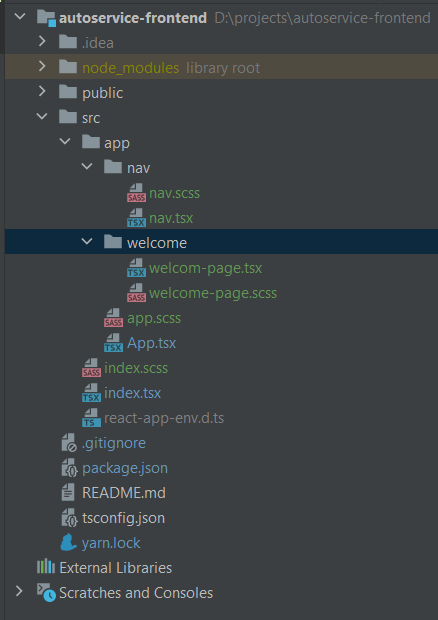 autoservice-frontend D:\projects\autoservice-frontend
.idea
node_modules library root
public
src
app
nav
SASS nav.scss
TSX nav.tsx
welcome
TSX welcom-page.tsx
SASS welcome-page.scss
SASS app.scss
TSX App.tsx
SASS index.scss
TSX index.tsx
TS react-app-env.d.ts
.gitignore
package.json
README.md
tsconfig.json
yarn.lock
External Libraries
Scratches and Consoles